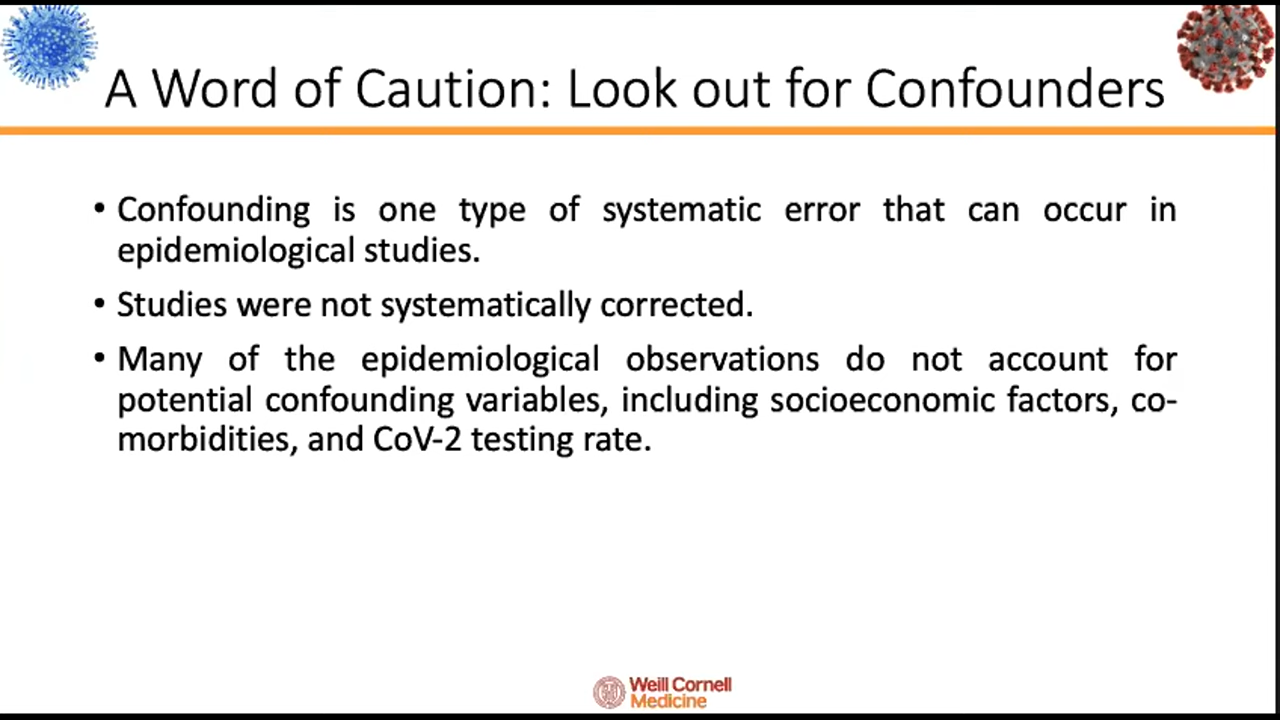 A Word of Caution: Look out for Confounders
• Confounding is one type of systematic error that can occur in
epidemiological studies.
• Studies were not systematically corrected.
• Many of the epidemiological observations do not account for
potential confounding variables, including socioeconomic factors, co-
morbidities, and CoV-2 testing rate.
Weill Cornell
Medicine